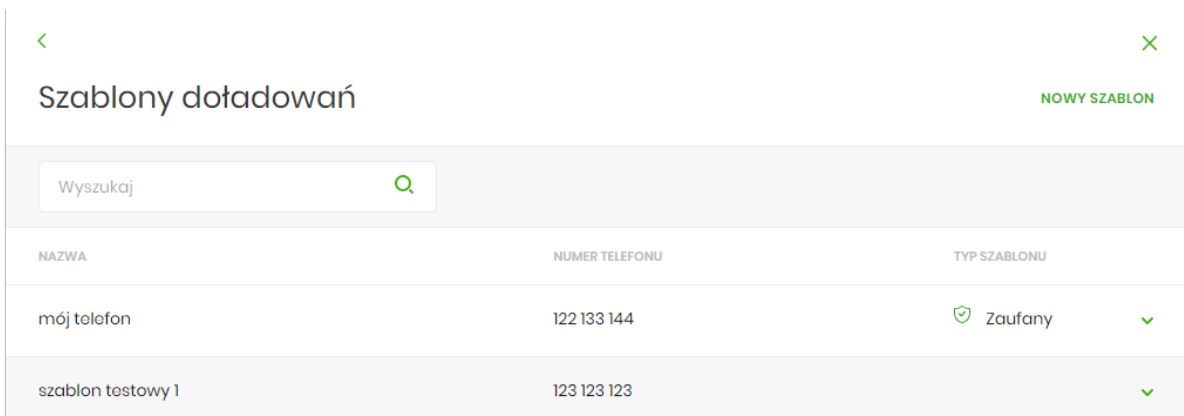 Szablony doładowań
NOWY SZABLON
Wyszukaj
NAZWA NUMER TELEFONU TYP SZABLONU
mój telefon 122 133 144 Zaufany
szablon testowy 1 123 123 123